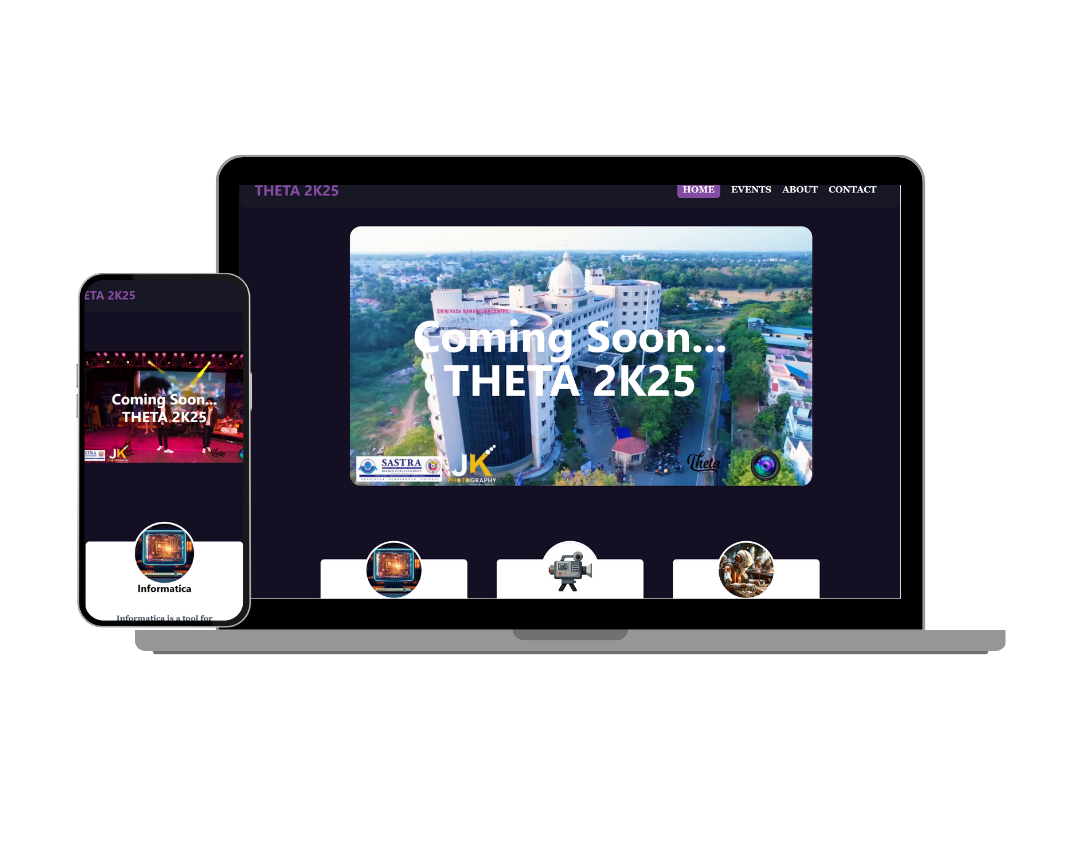 THETA 2K25
HOME EVENTS ABOUT CONTACT
SRINIVASA RAMANUJAN CENTRE
Coming Soon...
THETA 2K25
SASTRA
JK
PHOTOGRAPHY
Theta
ETA 2K25
Coming Soon...
THETA 2K25
JK
Informatica
Informatica is a tool for